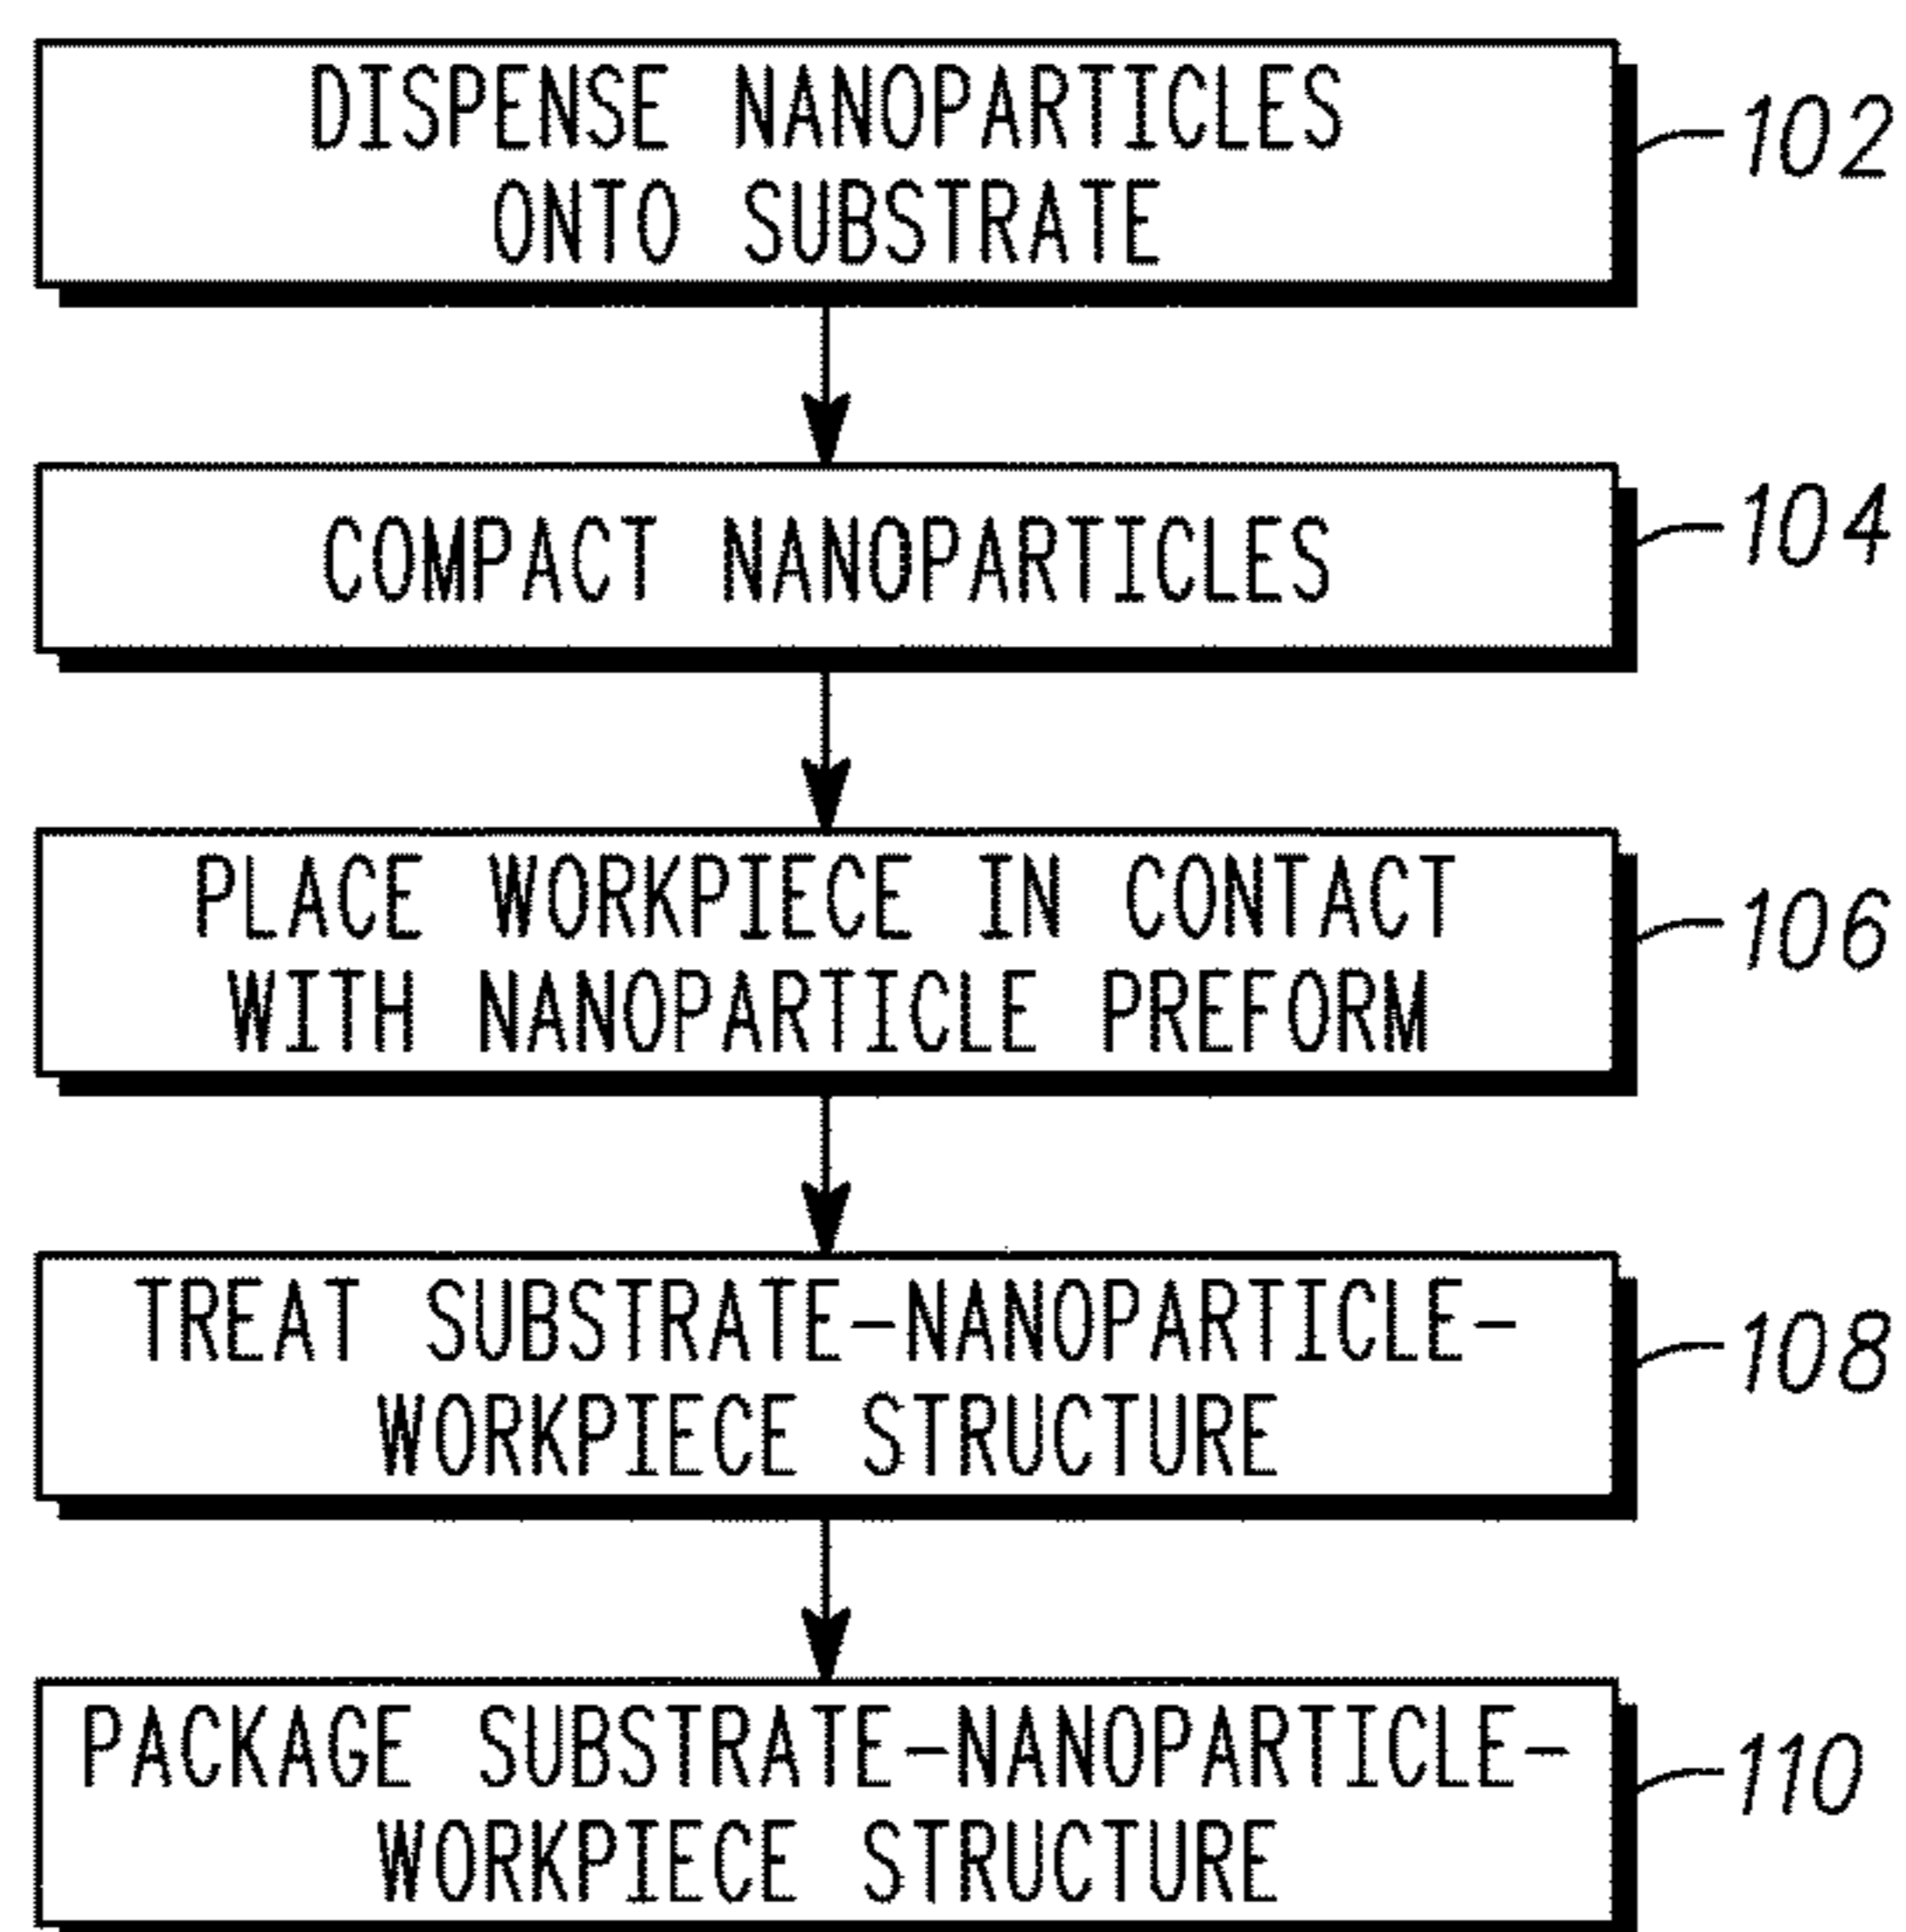 DISPENSE NANOPARTICLES
ONTO SUBSTRATE
102
COMPACT NANOPARTICLES
104
PLACE WORKPIECE IN CONTACT
WITH NANOPARTICLE PREFORM
106
TREAT SUBSTRATE-NANOPARTICLE-
WORKPIECE STRUCTURE
108
PACKAGE SUBSTRATE-NANOPARTICLE-
WORKPIECE STRUCTURE
110